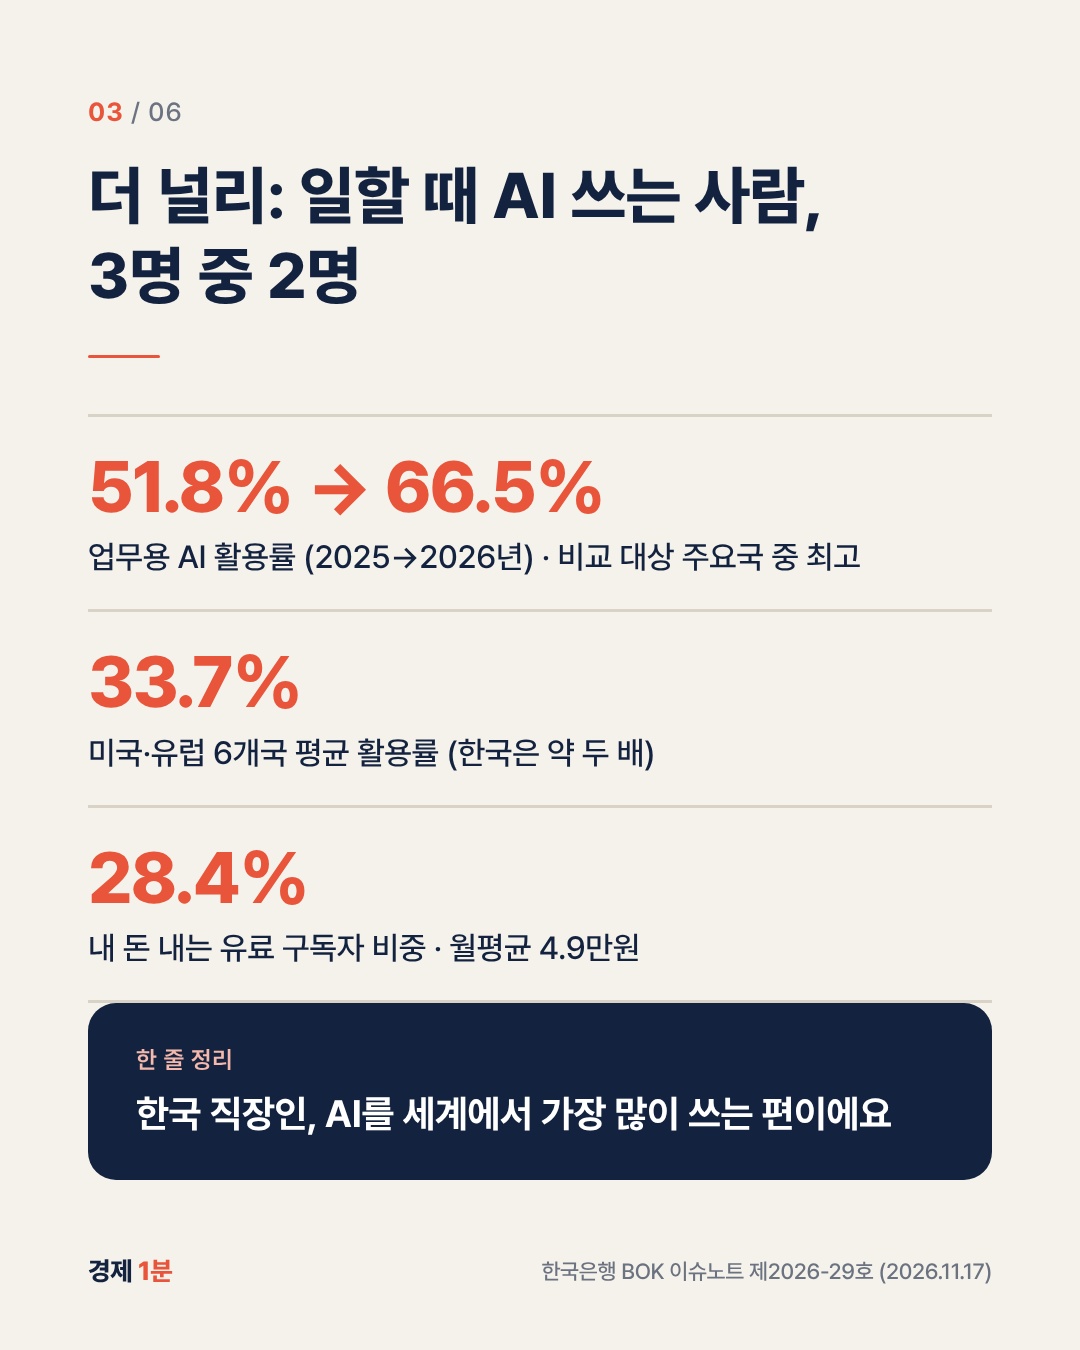 03 / 06
더 널리: 일할 때 AI 쓰는 사람,
3명 중 2명
51.8% → 66.5%
업무용 AI 활용률 (2025→2026년) · 비교 대상 주요국 중 최고
33.7%
미국·유럽 6개국 평균 활용률 (한국은 약 두 배)
28.4%
내 돈 내는 유료 구독자 비중 · 월평균 4.9만원
한 줄 정리
한국 직장인, AI를 세계에서 가장 많이 쓰는 편이에요
경제 1분
한국은행 BOK 이슈노트 제2026-29호 (2026.11.17)